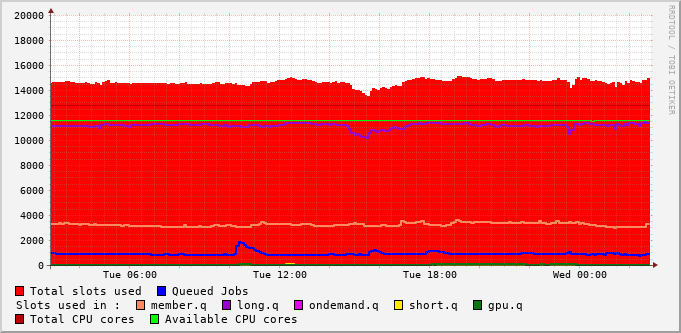 20000
18000
16000
14000
12000
10000
8000
6000
4000
2000
0
Tue 06:00 Tue 12:00 Tue 18:00 Wed 00:00
RRDTOOL / TOBI OETIKER
Total slots used Queued Jobs
Slots used in : member.q long.q ondemand.q short.q gpu.q
Total CPU cores Available CPU cores